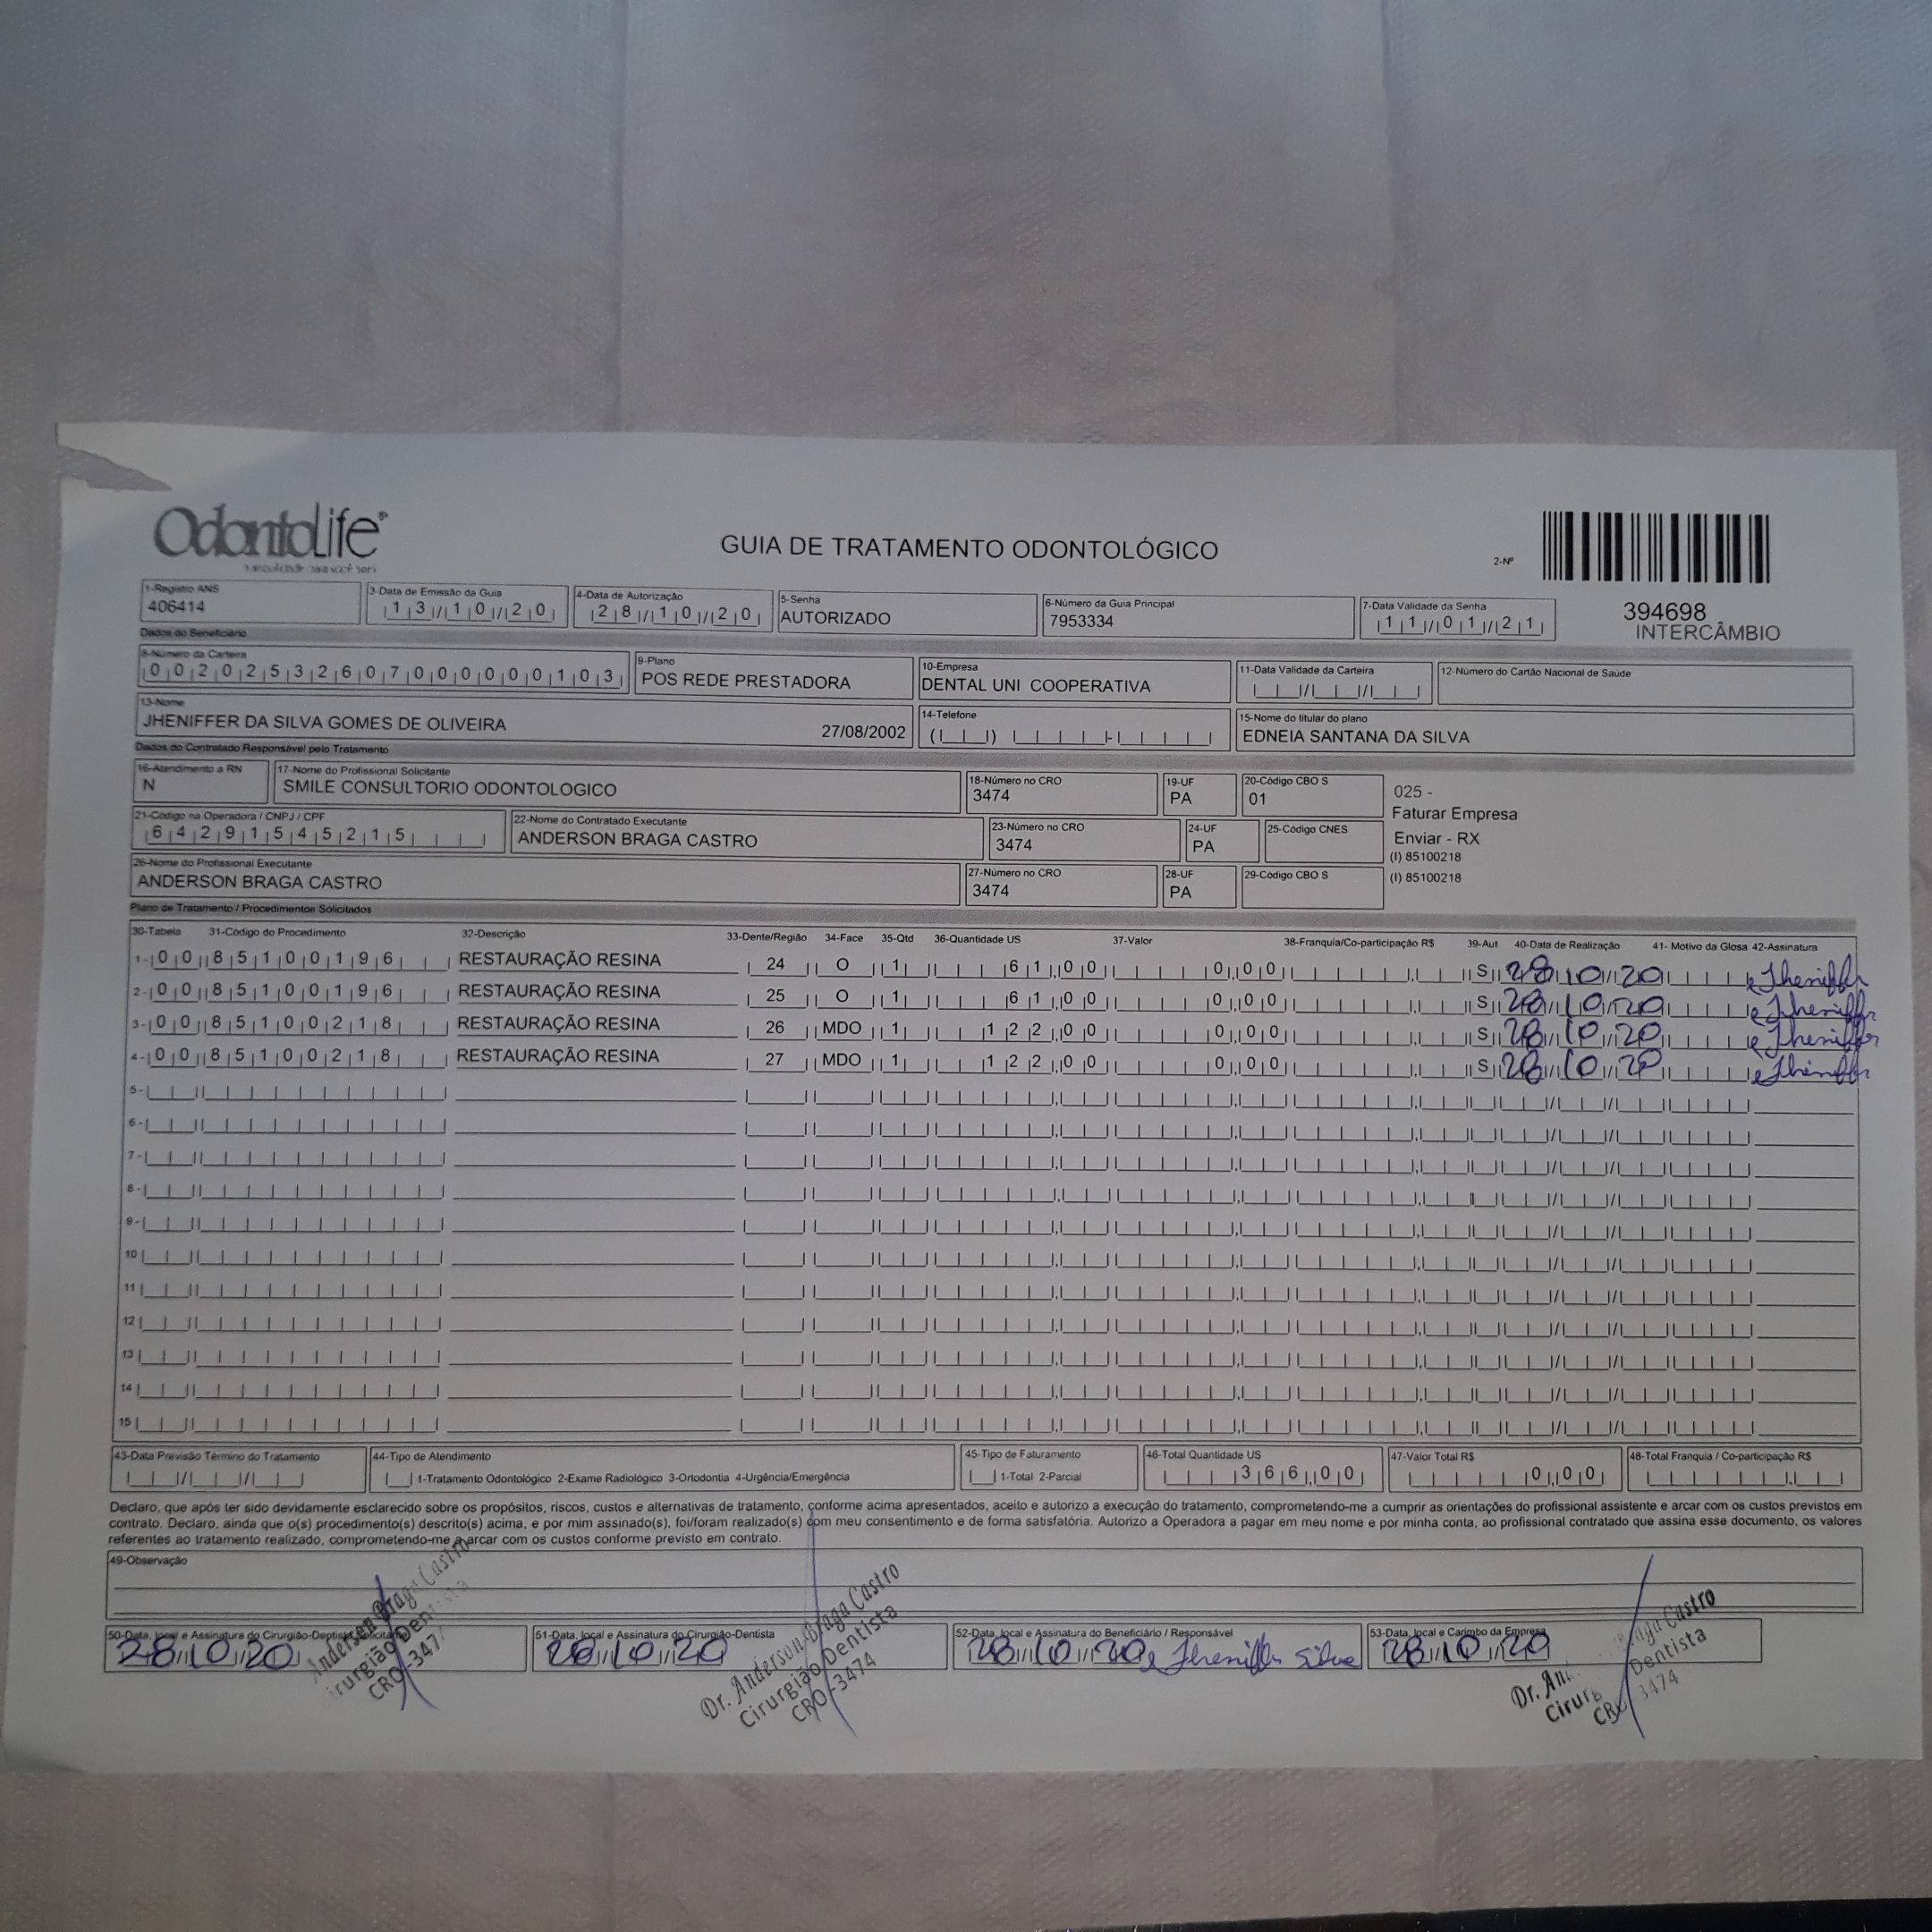 OdontoLife®
GUIA DE TRATAMENTO ODONTOLÓGICO
2-Nº
394698
INTERCÂMBIO
1-Registro ANS
406414
3-Data de Emissão da Guia
13/10/20
4-Data de Autorização
28/10/20
5-Senha
AUTORIZADO
6-Número da Guia Principal
7953334
7-Data Validade da Senha
11/01/21
Dados do Beneficiário
8-Número da Carteira
00202532607000000103
9-Plano
POS REDE PRESTADORA
10-Empresa
DENTAL UNI COOPERATIVA
11-Data Validade da Carteira
12-Número do Cartão Nacional de Saúde
13-Nome
JHENIFFER DA SILVA GOMES DE OLIVEIRA 27/08/2002
14-Telefone
15-Nome do titular do plano
EDNEIA SANTANA DA SILVA
Dados do Contratado Responsável pelo Tratamento
16-Atendimento a RN
N
17-Nome do Profissional Solicitante
SMILE CONSULTORIO ODONTOLOGICO
18-Número no CRO
3474
19-UF
PA
20-Código CBO S
01
025 -
Faturar Empresa
Enviar - RX
(I) 85100218
(I) 85100218
21-Código na Operadora / CNPJ / CPF
64291545215
22-Nome do Contratado Executante
ANDERSON BRAGA CASTRO
23-Número no CRO
3474
24-UF
PA
25-Código CNES
26-Nome do Profissional Executante
ANDERSON BRAGA CASTRO
27-Número no CRO
3474
28-UF
PA
29-Código CBO S
Plano de Tratamento / Procedimentos Solicitados
30-Tabela 31-Código do Procedimento 32-Descrição 33-Dente/Região 34-Face 35-Qtd 36-Quantidade US 37-Valor 38-Franquia/Co-participação R$ 39-Aut 40-Data de Realização 41- Motivo da Glosa 42-Assinatura
1- 00 85100196 RESTAURAÇÃO RESINA 24 O 1 61,00 0,00 S 28/10/20 Jheniffer
2- 00 85100196 RESTAURAÇÃO RESINA 25 O 1 61,00 0,00 S 28/10/20 Jheniffer
3- 00 85100218 RESTAURAÇÃO RESINA 26 MDO 1 122,00 0,00 S 28/10/20 Jheniffer
4- 00 85100218 RESTAURAÇÃO RESINA 27 MDO 1 122,00 0,00 S 28/10/20 Jheniffer
5-
6-
7-
8-
9-
10
11
12
13
14
15
43-Data Previsão Término do Tratamento
44-Tipo de Atendimento
1-Tratamento Odontológico 2-Exame Radiológico 3-Ortodontia 4-Urgência/Emergência
45-Tipo de Faturamento
1-Total 2-Parcial
46-Total Quantidade US
366,00
47-Valor Total R$
0,00
48-Total Franquia / Co-participação R$
Declaro, que após ter sido devidamente esclarecido sobre os propósitos, riscos, custos e alternativas de tratamento, conforme acima apresentados, aceito e autorizo a execução do tratamento, comprometendo-me a cumprir as orientações do profissional assistente e arcar com os custos previstos em
contrato. Declaro, ainda que o(s) procedimento(s) descrito(s) acima, e por mim assinado(s), foi/foram realizado(s) com meu consentimento e de forma satisfatória. Autorizo a Operadora a pagar em meu nome e por minha conta, ao profissional contratado que assina esse documento, os valores
referentes ao tratamento realizado, comprometendo-me a arcar com os custos conforme previsto em contrato.
49-Observação
50-Data, local e Assinatura do Cirurgião-Dentista Solicitante
28/10/20
51-Data, local e Assinatura do Cirurgião-Dentista
28/10/20
Dr. Anderson Braga Castro
Cirurgião Dentista
CRO-3474
52-Data, local e Assinatura do Beneficiário / Responsável
28/10/20 Jheniffer Silva
53-Data, local e Carimbo da Empresa
28/10/20
Braga Castro
Dentista
3474